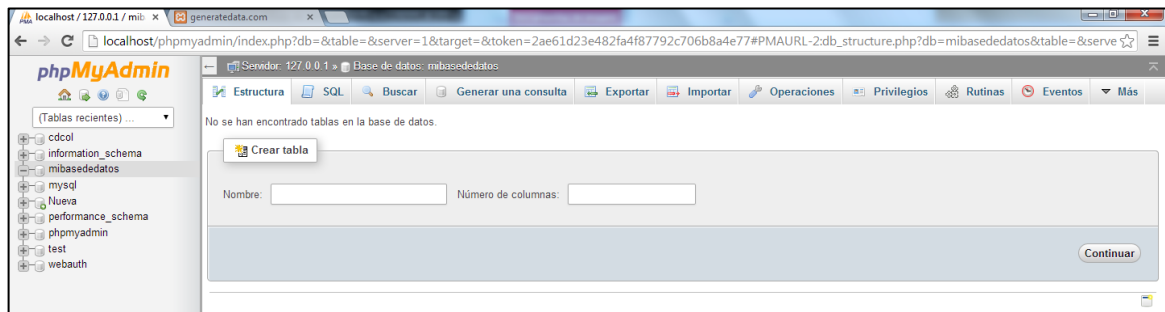 localhost / 127.0.0.1 / mib
generatedata.com
localhost/phpmyadmin/index.php?db=&table=&server=1&target=&token=2ae61d23e482fa4f87792c706b8a4e77#PMAURL-2:db_structure.php?db=mibasededatos&table=&serve
phpMyAdmin
Servidor: 127.0.0.1 » Base de datos: mibasededatos
Estructura SQL Buscar Generar una consulta Exportar Importar Operaciones Privilegios Rutinas Eventos Más
(Tablas recientes) ...
cdcol
information_schema
mibasededatos
mysql
Nueva
performance_schema
phpmyadmin
test
webauth
No se han encontrado tablas en la base de datos.
Crear tabla
Nombre: Número de columnas:
Continuar